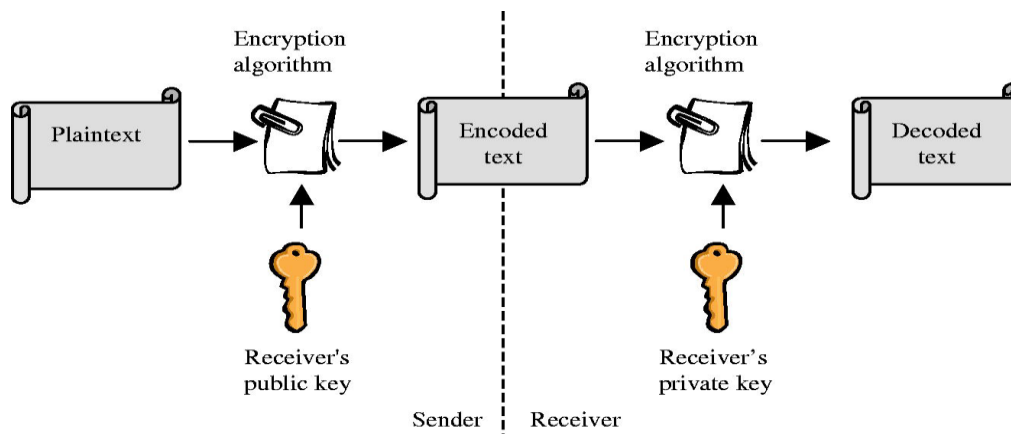 Encryption
algorithm
Encryption
algorithm
Plaintext
Encoded
text
Decoded
text
Receiver's
public key
Receiver’s
private key
Sender
Receiver